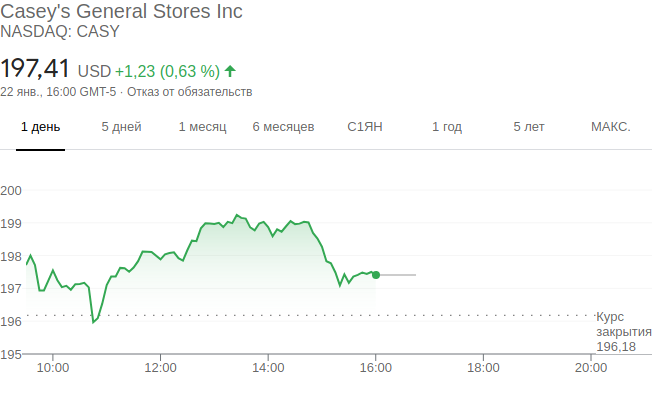 Casey's General Stores Inc
NASDAQ: CASY
197,41 USD +1,23 (0,63 %)
22 янв., 16:00 GMT-5 · Отказ от обязательств
1 день 5 дней 1 месяц 6 месяцев С1ЯН 1 год 5 лет МАКС.
200
199
198
197
196
Курс
закрытия
196,18
195
10:00 12:00 14:00 16:00 18:00 20:00